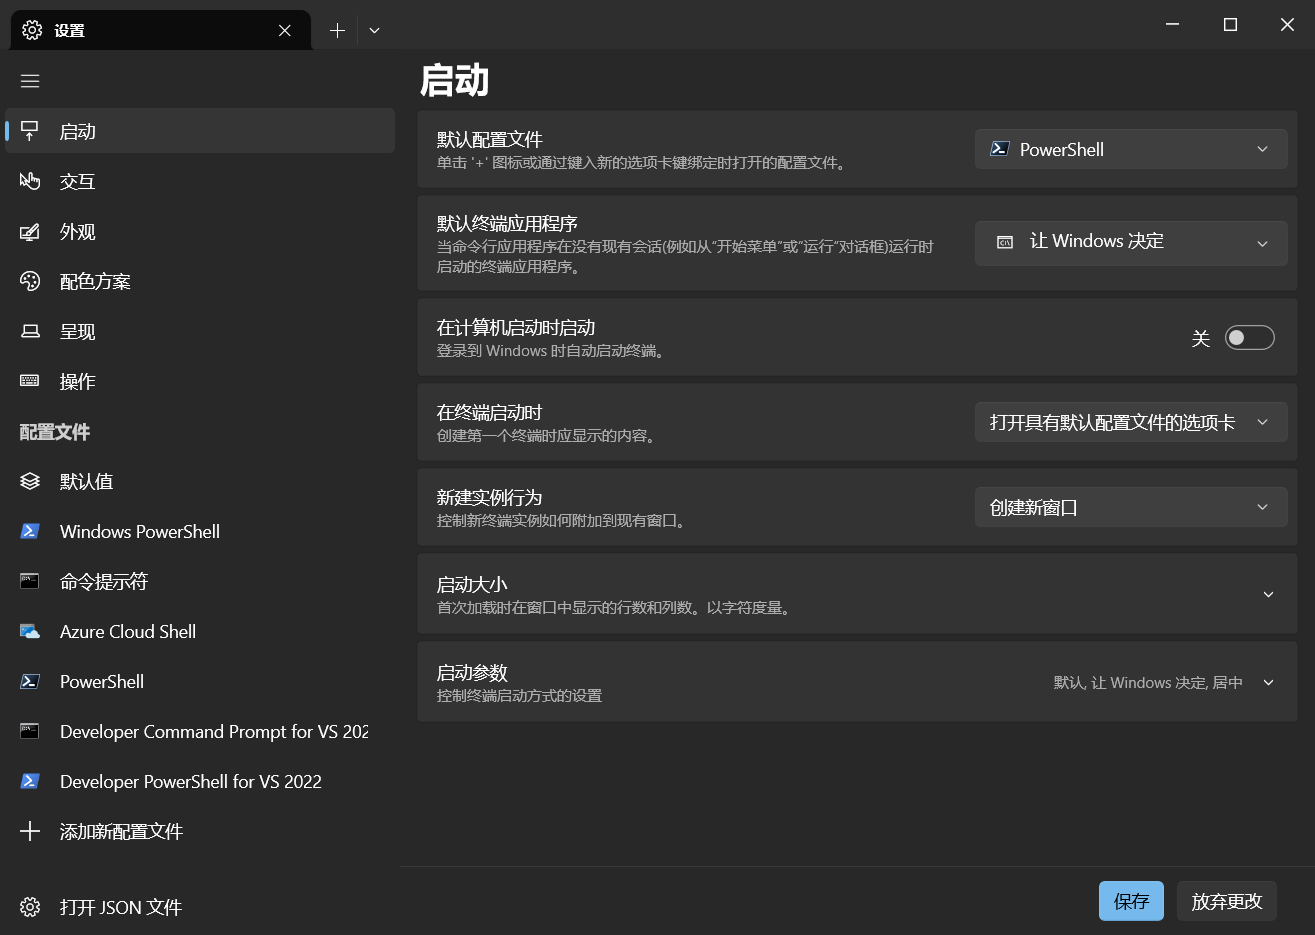 设置
启动
交互
外观
配色方案
呈现
操作
配置文件
默认值
Windows PowerShell
命令提示符
Azure Cloud Shell
PowerShell
Developer Command Prompt for VS 202
Developer PowerShell for VS 2022
添加新配置文件
打开 JSON 文件
启动
默认配置文件
单击 '+' 图标或通过键入新的选项卡键绑定时打开的配置文件。
PowerShell
默认终端应用程序
当命令行应用程序在没有现有会话(例如从“开始菜单”或”运行“对话框)运行时
启动的终端应用程序。
让 Windows 决定
在计算机启动时启动
登录到 Windows 时自动启动终端。
关
在终端启动时
创建第一个终端时应显示的内容。
打开具有默认配置文件的选项卡
新建实例行为
控制新终端实例如何附加到现有窗口。
创建新窗口
启动大小
首次加载时在窗口中显示的行数和列数。以字符度量。
启动参数
控制终端启动方式的设置
默认, 让 Windows 决定, 居中
保存
放弃更改